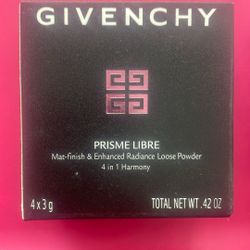 GIVENCHY
PRISME LIBRE
Mat-finish & Enhanced Radiance Loose Powder
4 in 1 Harmony
4 x 3 g
TOTAL NET WT. .42 OZ